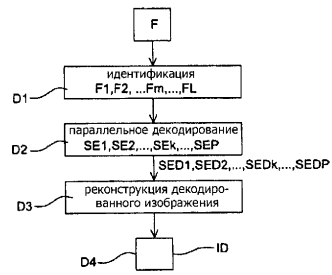 F
идентификация
F1,F2, ...Fm,...,FL
D1
параллельное декодирование
SE1,SE2,...,SEk,...,SEP
D2
SED1,SED2,...,SEDk,...,SEDP
реконструкция декодиро-
ванного изображения
D3
D4
ID